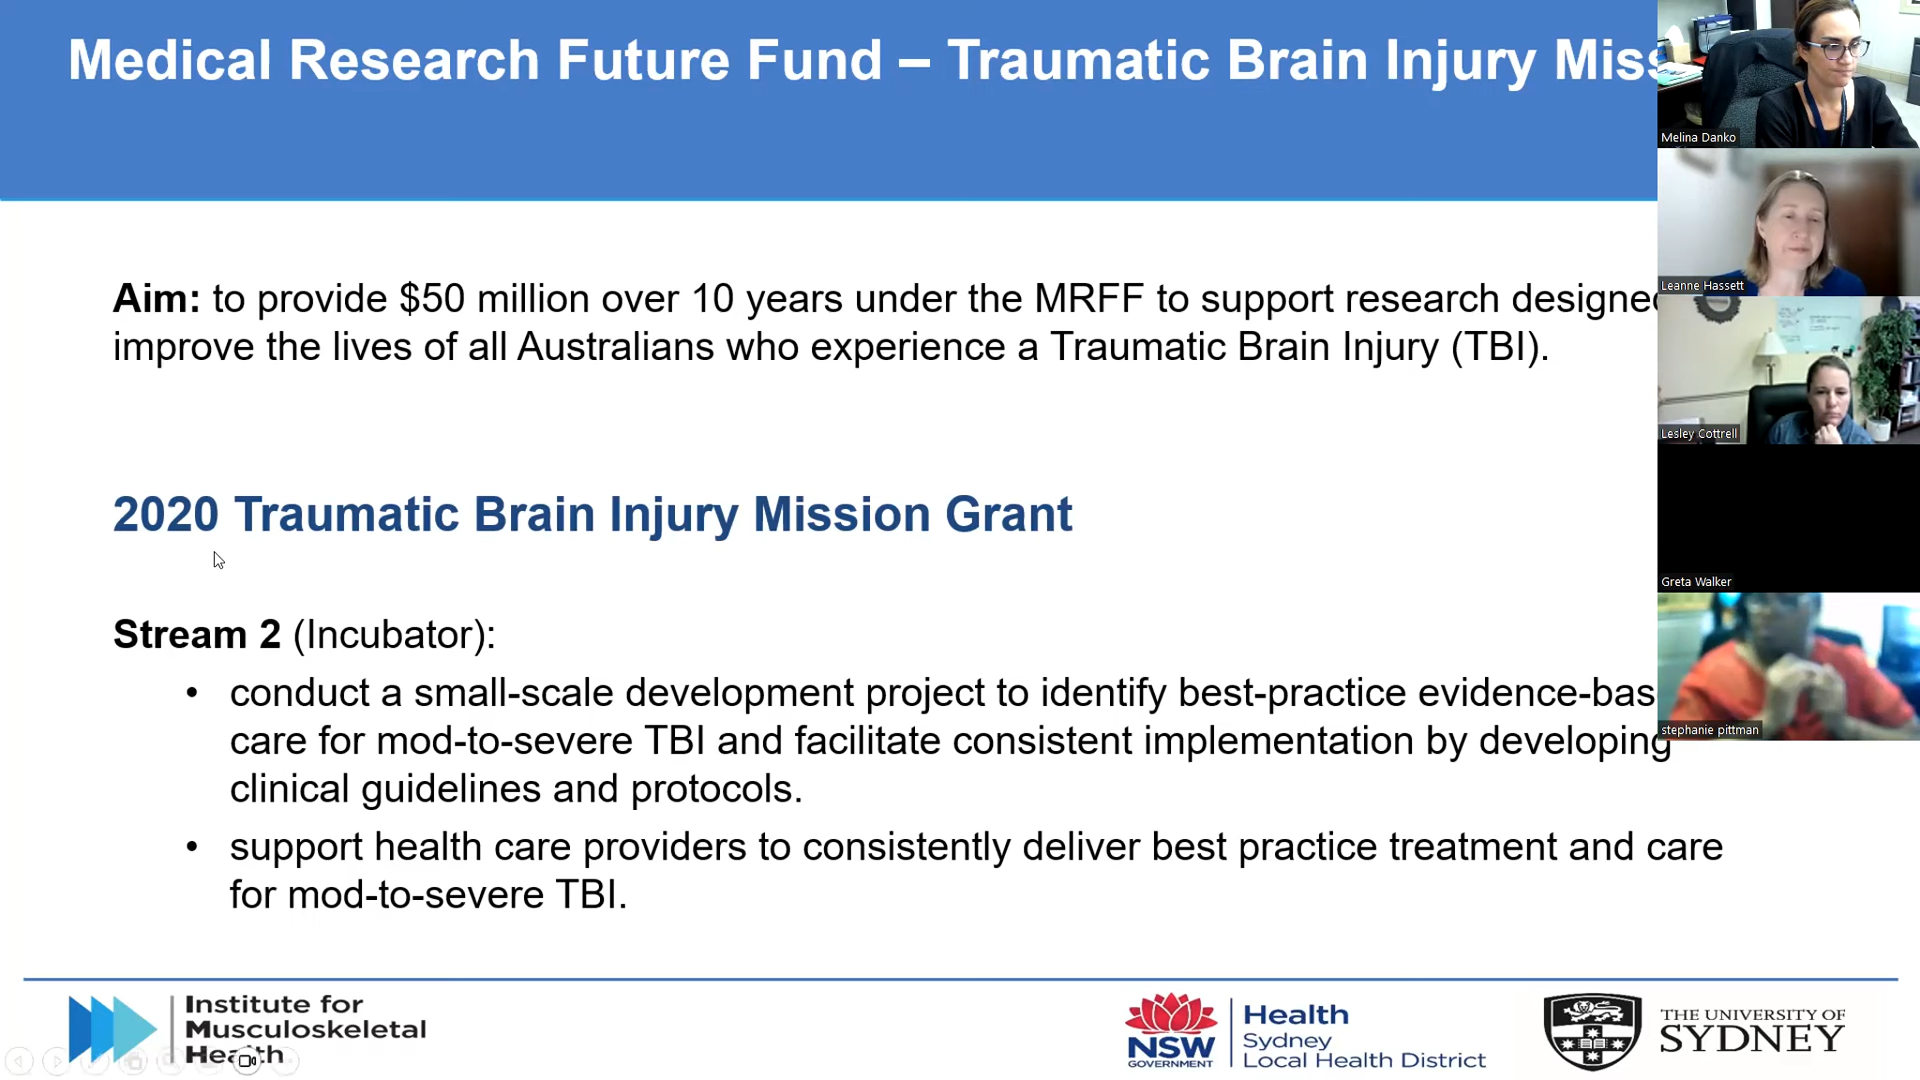 Medical Research Future Fund – Traumatic Brain Injury Miss
Melina Danko
Leanne Hassett
Aim: to provide $50 million over 10 years under the MRFF to support research designed
improve the lives of all Australians who experience a Traumatic Brain Injury (TBI).
Lesley Cottrell
2020 Traumatic Brain Injury Mission Grant
Greta Walker
Stream 2 (Incubator):
• conduct a small-scale development project to identify best-practice evidence-bas
stephanie pittman
care for mod-to-severe TBI and facilitate consistent implementation by developing
clinical guidelines and protocols.
• support health care providers to consistently deliver best practice treatment and care
for mod-to-severe TBI.
Institute for
Musculoskeletal
Health
NSW
GOVERNMENT
Health
Sydney
Local Health District
THE UNIVERSITY OF
SYDNEY